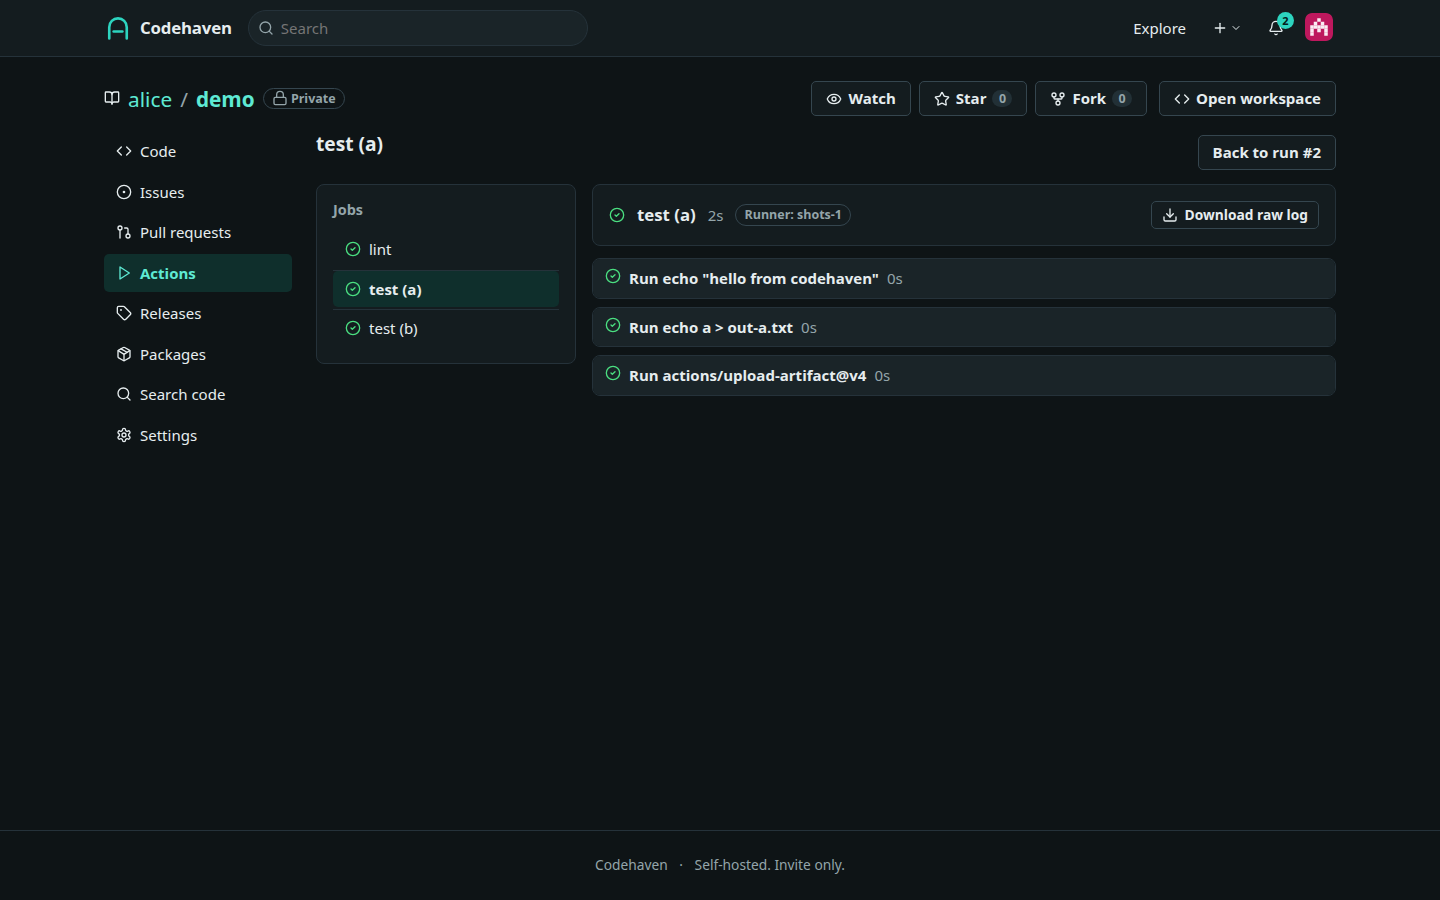 Codehaven
Search
Explore
2
alice / demo
Private
Watch
Star 0
Fork 0
Open workspace
Code
Issues
Pull requests
Actions
Releases
Packages
Search code
Settings
test (a)
Back to run #2
Jobs
lint
test (a)
test (b)
test (a) 2s Runner: shots-1
Download raw log
Run echo "hello from codehaven" 0s
Run echo a > out-a.txt 0s
Run actions/upload-artifact@v4 0s
Codehaven · Self-hosted. Invite only.